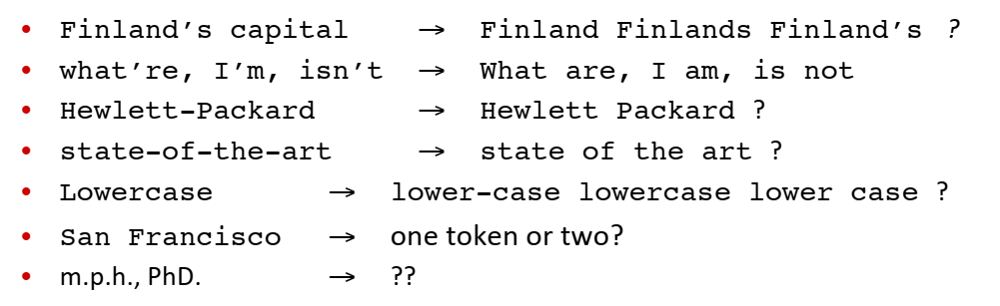 • Finland’s capital → Finland Finlands Finland’s ?
• what’re, I’m, isn’t → What are, I am, is not
• Hewlett-Packard → Hewlett Packard ?
• state-of-the-art → state of the art ?
• Lowercase → lower-case lowercase lower case ?
• San Francisco → one token or two?
• m.p.h., PhD. → ??